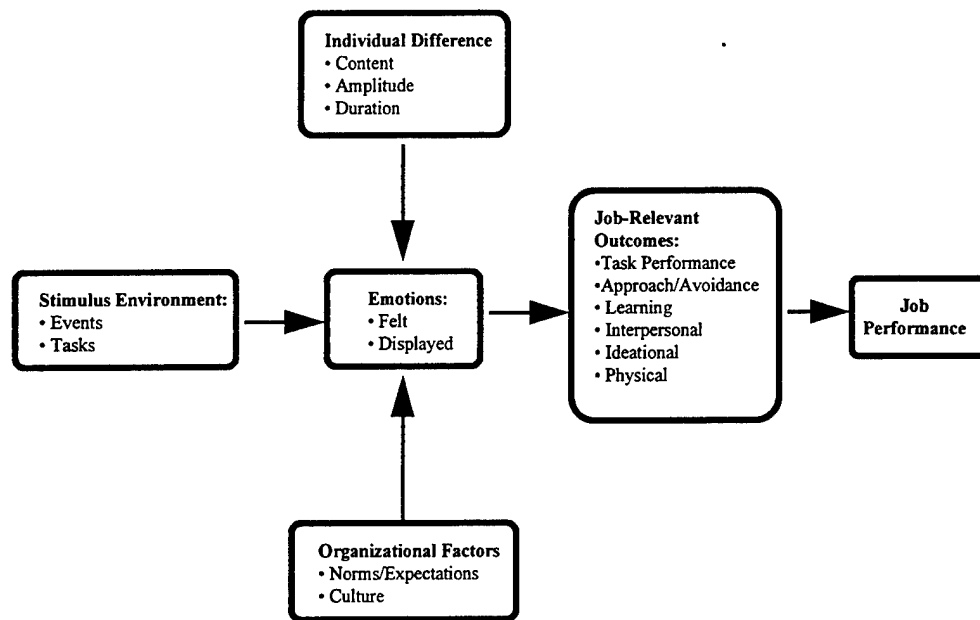 Individual Difference
• Content
• Amplitude
• Duration
Stimulus Environment:
• Events
• Tasks
Emotions:
• Felt
• Displayed
Job-Relevant
Outcomes:
•Task Performance
•Approach/Avoidance
• Learning
• Interpersonal
• Ideational
• Physical
Job
Performance
Organizational Factors
• Norms/Expectations
• Culture